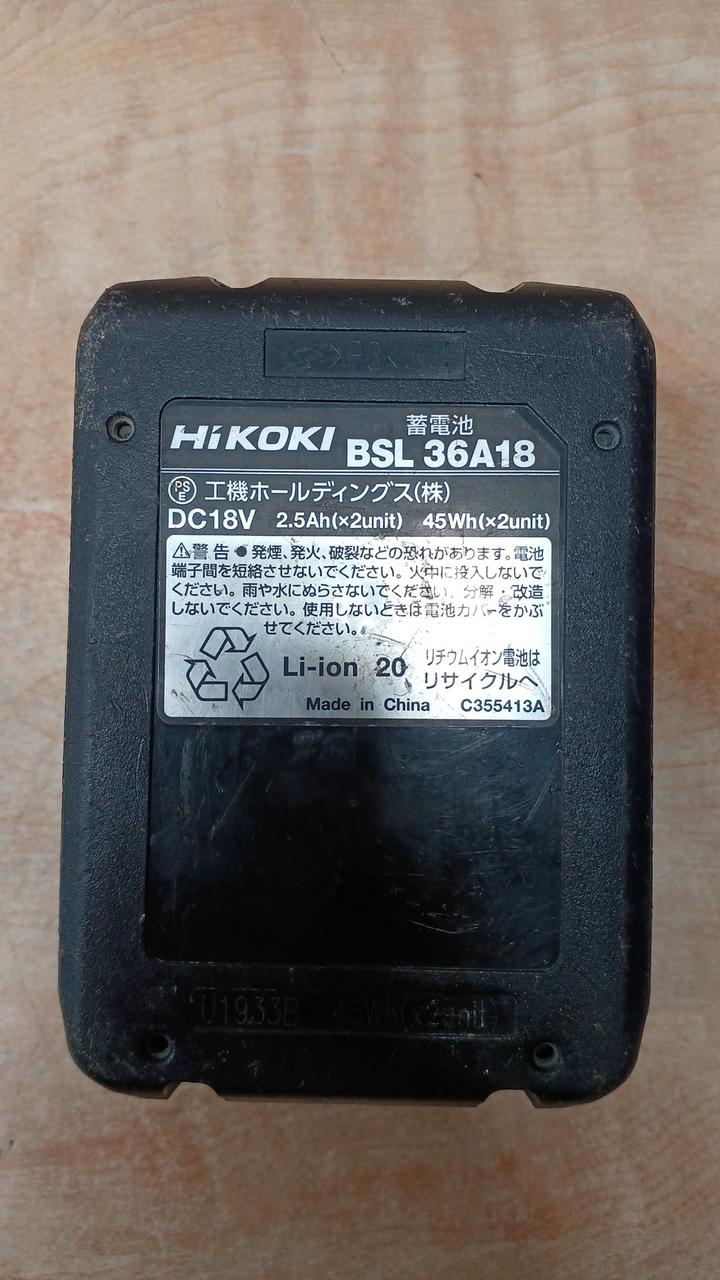 >PC<
蓄電池
HiKOKI BSL 36A18
PS E 工機ホールディングス(株)
DC18V 2.5Ah(×2unit) 45Wh(×2unit)
⚠警告 ● 発煙、発火、破裂などの恐れがあります。電池
端子間を短絡させないでください。火中に投入しないで
ください。雨や水にぬらさないでください。分解・改造
しないでください。使用しないときは電池カバーをかぶ
せてください。
Li-ion 20 リチウムイオン電池は
リサイクルへ
Made in China C355413A
U1933B 45Wh(x2unit)